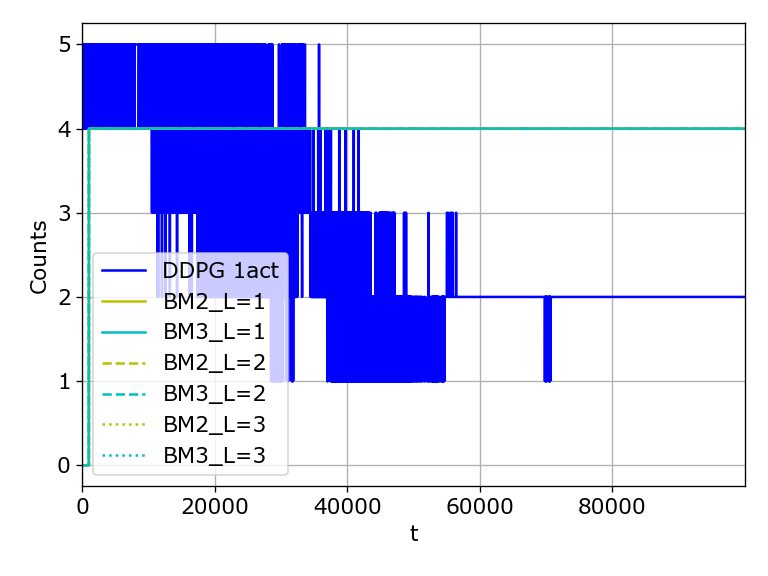 5
4
3
2
1
0
Counts
DDPG 1act
BM2_L=1
BM3_L=1
BM2_L=2
BM3_L=2
BM2_L=3
BM3_L=3
0 20000 40000 60000 80000
t